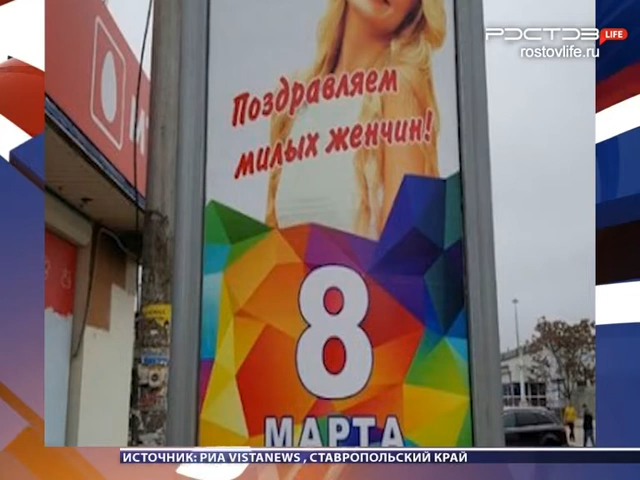 РОСТОВ LIFE
rostovlife.ru
Поздравляем
милых женчин!
8
МАРТА
ИСТОЧНИК: РИА VISTANEWS , СТАВРОПОЛЬСКИЙ КРАЙ